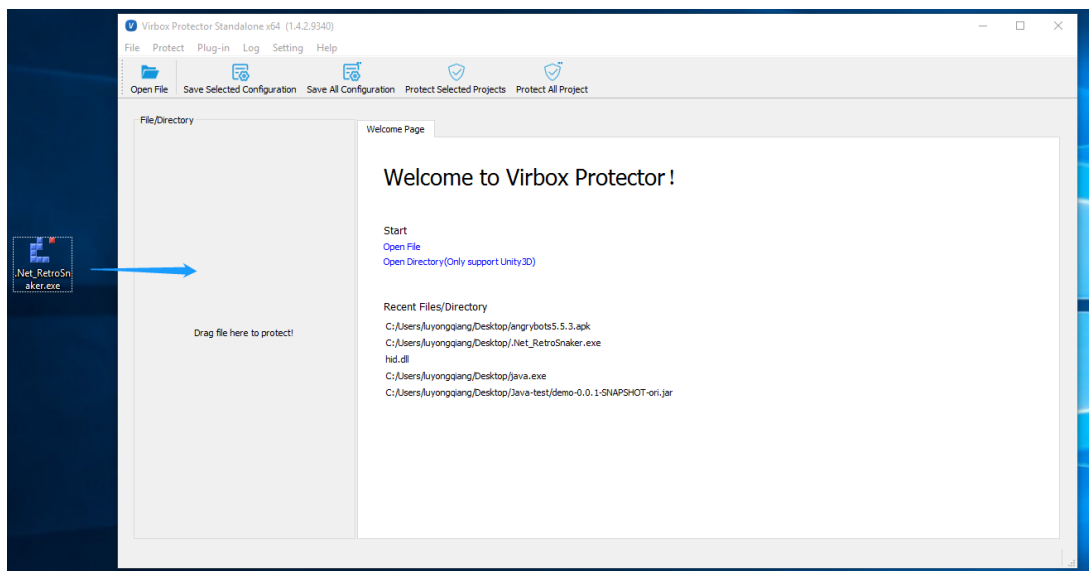 Virbox Protector Standalone x64 (1.4.2.9340)
File Protect Plug-in Log Setting Help
Open File Save Selected Configuration Save All Configuration Protect Selected Projects Protect All Project
File/Directory
Welcome Page
Welcome to Virbox Protector!
Start
Open File
Open Directory(Only support Unity3D)
.Net_RetroSn
aker.exe
Drag file here to protect!
Recent Files/Directory
C:/Users/luyongqiang/Desktop/angrybots5.5.3.apk
C:/Users/luyongqiang/Desktop/.Net_RetroSnaker.exe
hid.dll
C:/Users/luyongqiang/Desktop/java.exe
C:/Users/luyongqiang/Desktop/Java-test/demo-0.0.1-SNAPSHOT-ori.jar